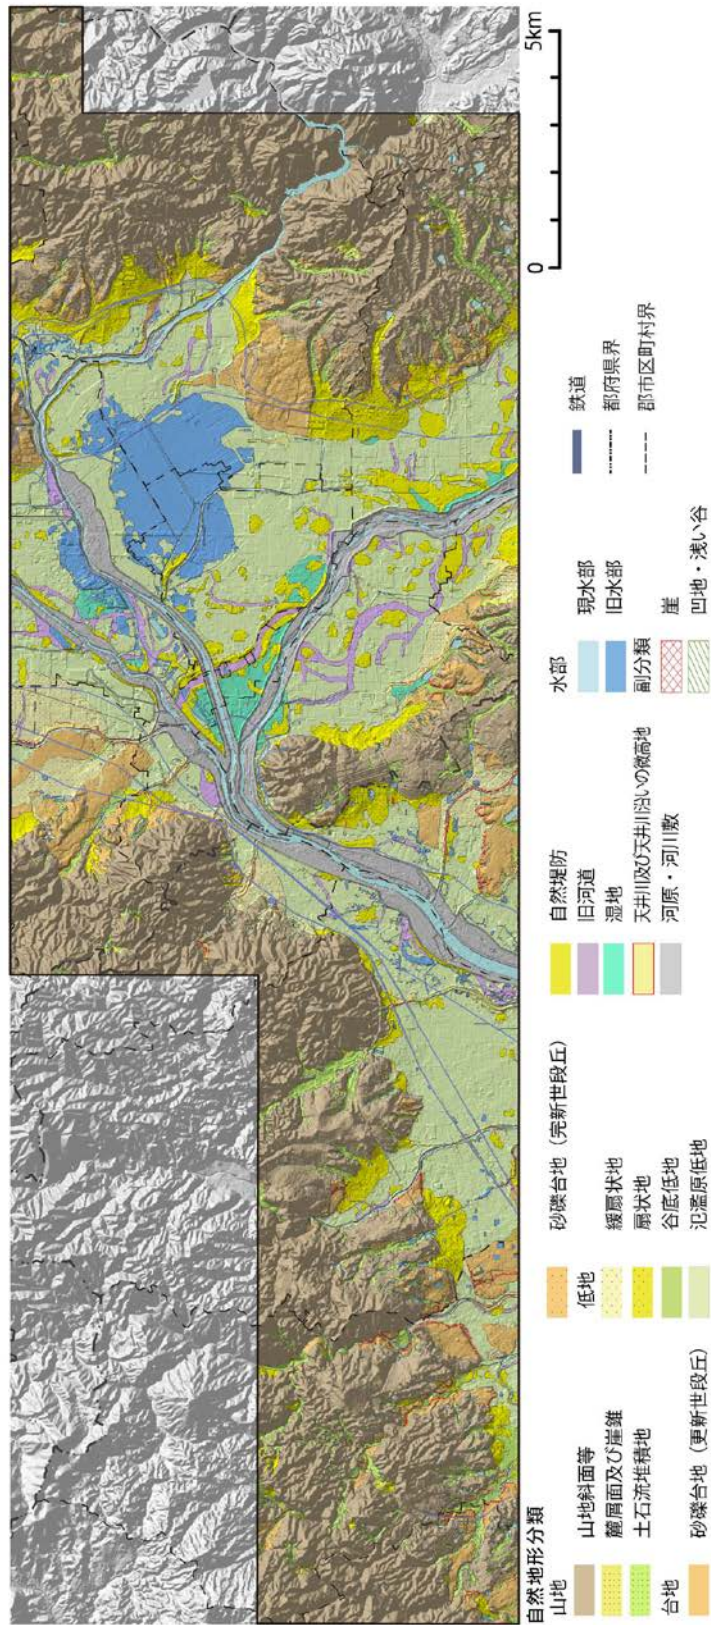 5km
0
自然地形分類
山地
山地斜面等
麓屑面及び崖錐
土石流堆積地
台地
砂礫台地（更新世段丘）
砂礫台地（完新世段丘）
低地
緩扇状地
扇状地
谷底低地
氾濫原低地
自然堤防
旧河道
湿地
天井川及び天井川沿いの微高地
河原・河川敷
水部
現水部
旧水部
副分類
崖
凹地・浅い谷
鉄道
都府県界
郡市区町村界